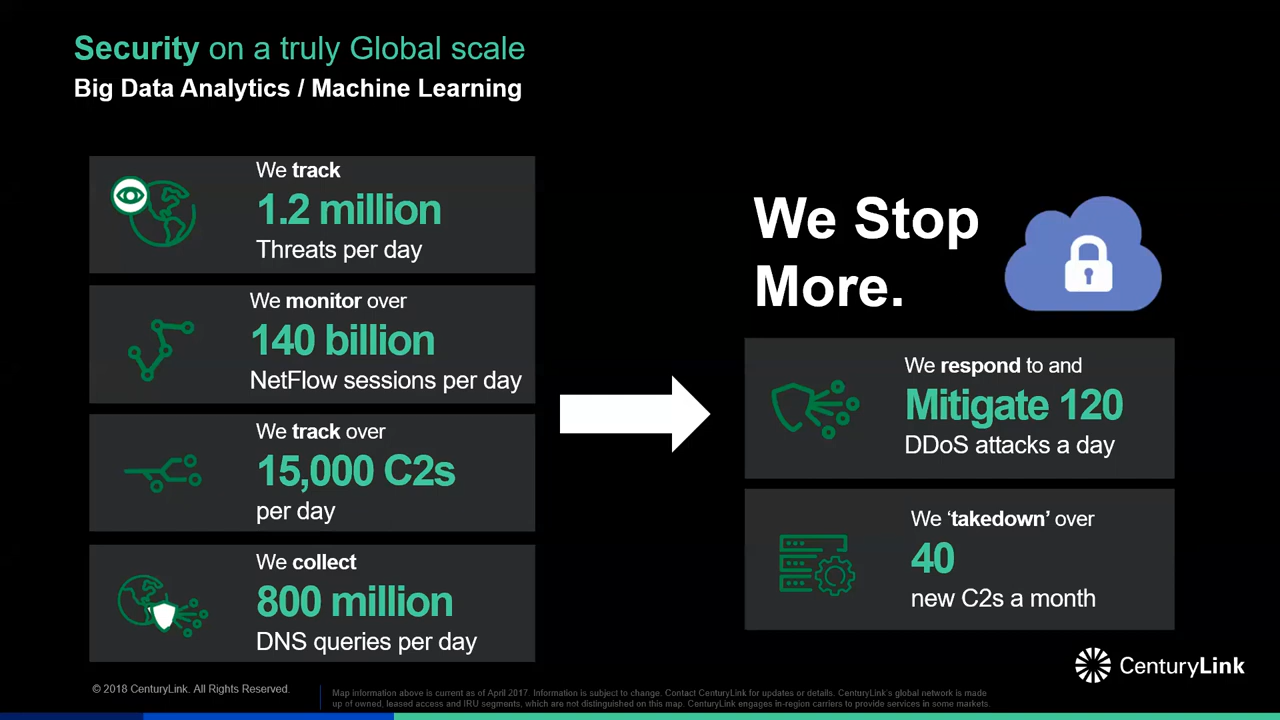 Security on a truly Global scale
Big Data Analytics / Machine Learning
We track
1.2 million
Threats per day
We monitor over
140 billion
NetFlow sessions per day
We track over
15,000 C2s
per day
We collect
800 million
DNS queries per day
We Stop
More.
We respond to and
Mitigate 120
DDoS attacks a day
We ‘takedown’ over
40
new C2s a month
CenturyLink
© 2018 CenturyLink. All Rights Reserved.
Map information above is current as of April 2017. Information is subject to change. Contact CenturyLink for updates or details. CenturyLink's global network is made
up of owned, leased access and IRU segments, which are not distinguished on this map. CenturyLink engages in-region carriers to provide services in some markets.